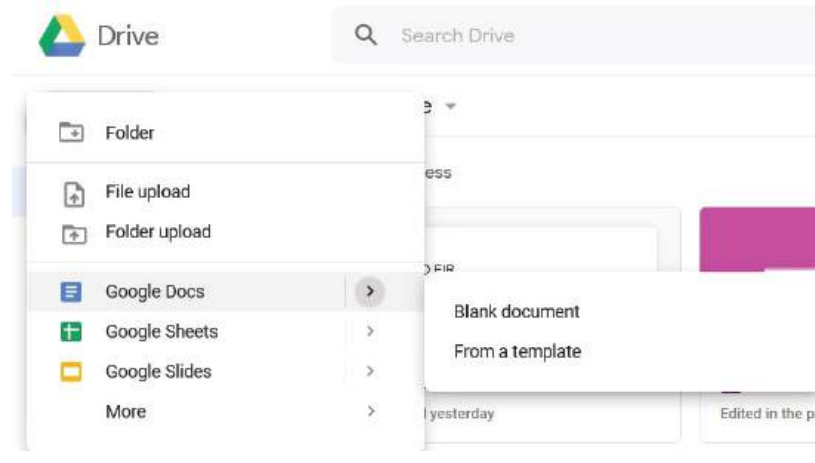 Drive
Search Drive
Folder
ess
File upload
Folder upload
Google Docs
Blank document
Google Sheets
From a template
Google Slides
More
yesterday
Edited in the p